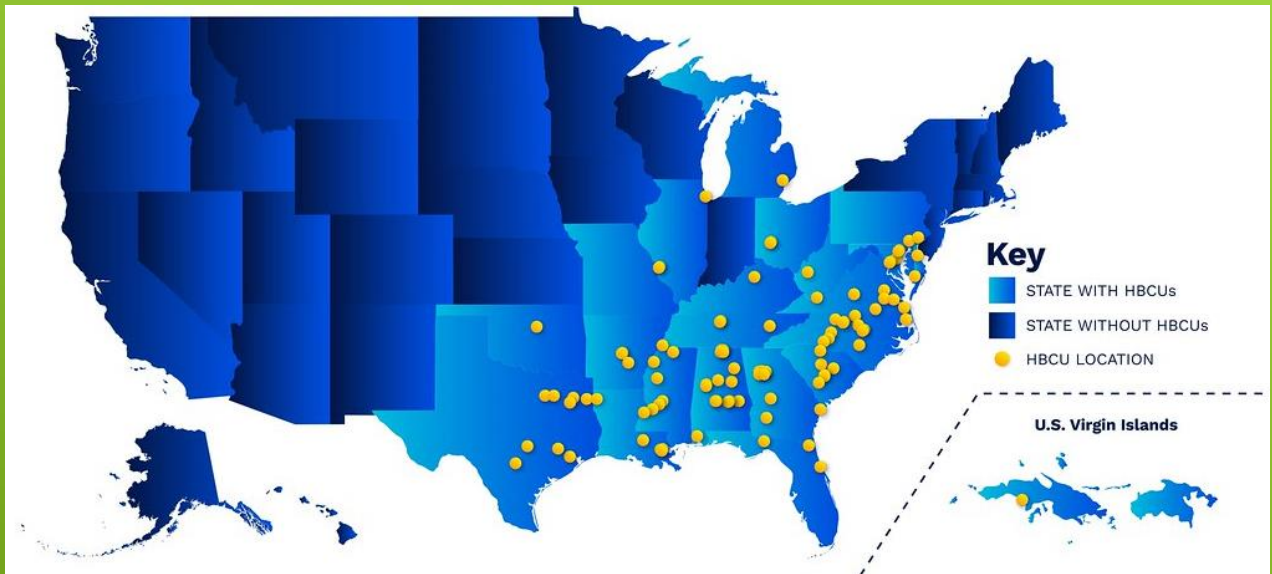 Key
STATE WITH HBCUs
STATE WITHOUT HBCUs
HBCU LOCATION
U.S. Virgin Islands